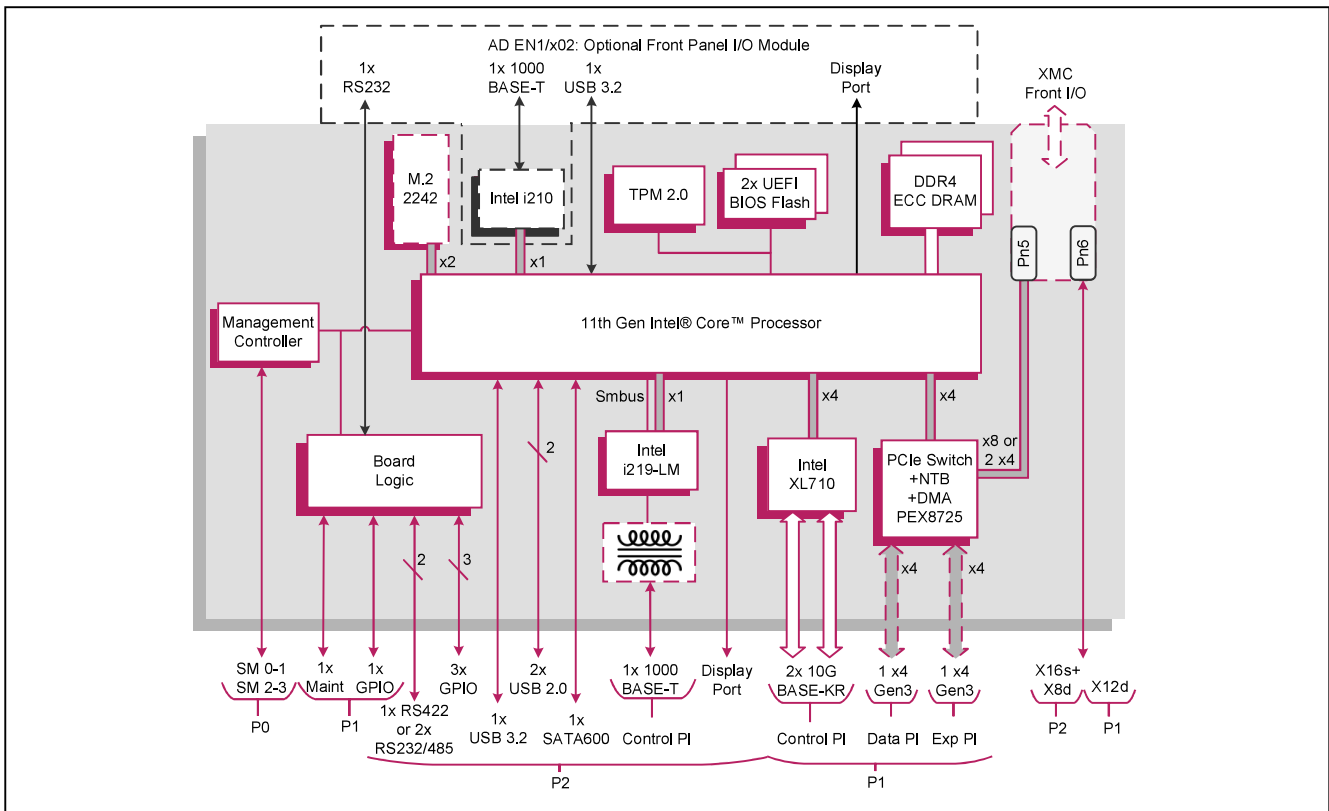 AD EN1/x02: Optional Front Panel I/O Module
1x
RS232
1x 1000
BASE-T
1x
USB 3.2
Display
Port
XMC
Front I/O
M.2
2242
Intel i210
TPM 2.0
2x UEFI
BIOS Flash
DDR4
ECC DRAM
Pn5
Pn6
x2
x1
Management
Controller
11th Gen Intel® Core™ Processor
Smbus
x1
x4
x4
x8 or
2 x4
Board
Logic
2
Intel
i219-LM
Intel
XL710
PCIe Switch
+NTB
+DMA
PEX8725
2
3
x4
x4
SM 0-1
SM 2-3
1x
Maint
1x
GPIO
3x
GPIO
2x
USB 2.0
1x 1000
BASE-T
Display
Port
2x 10G
BASE-KR
1 x4
Gen3
1 x4
Gen3
X16s+
X8d
X12d
P0
P1
1x RS422
or 2x
RS232/485
1x
USB 3.2
1x
SATA600
Control PI
Control PI
Data PI
Exp PI
P2
P1
P2
P1